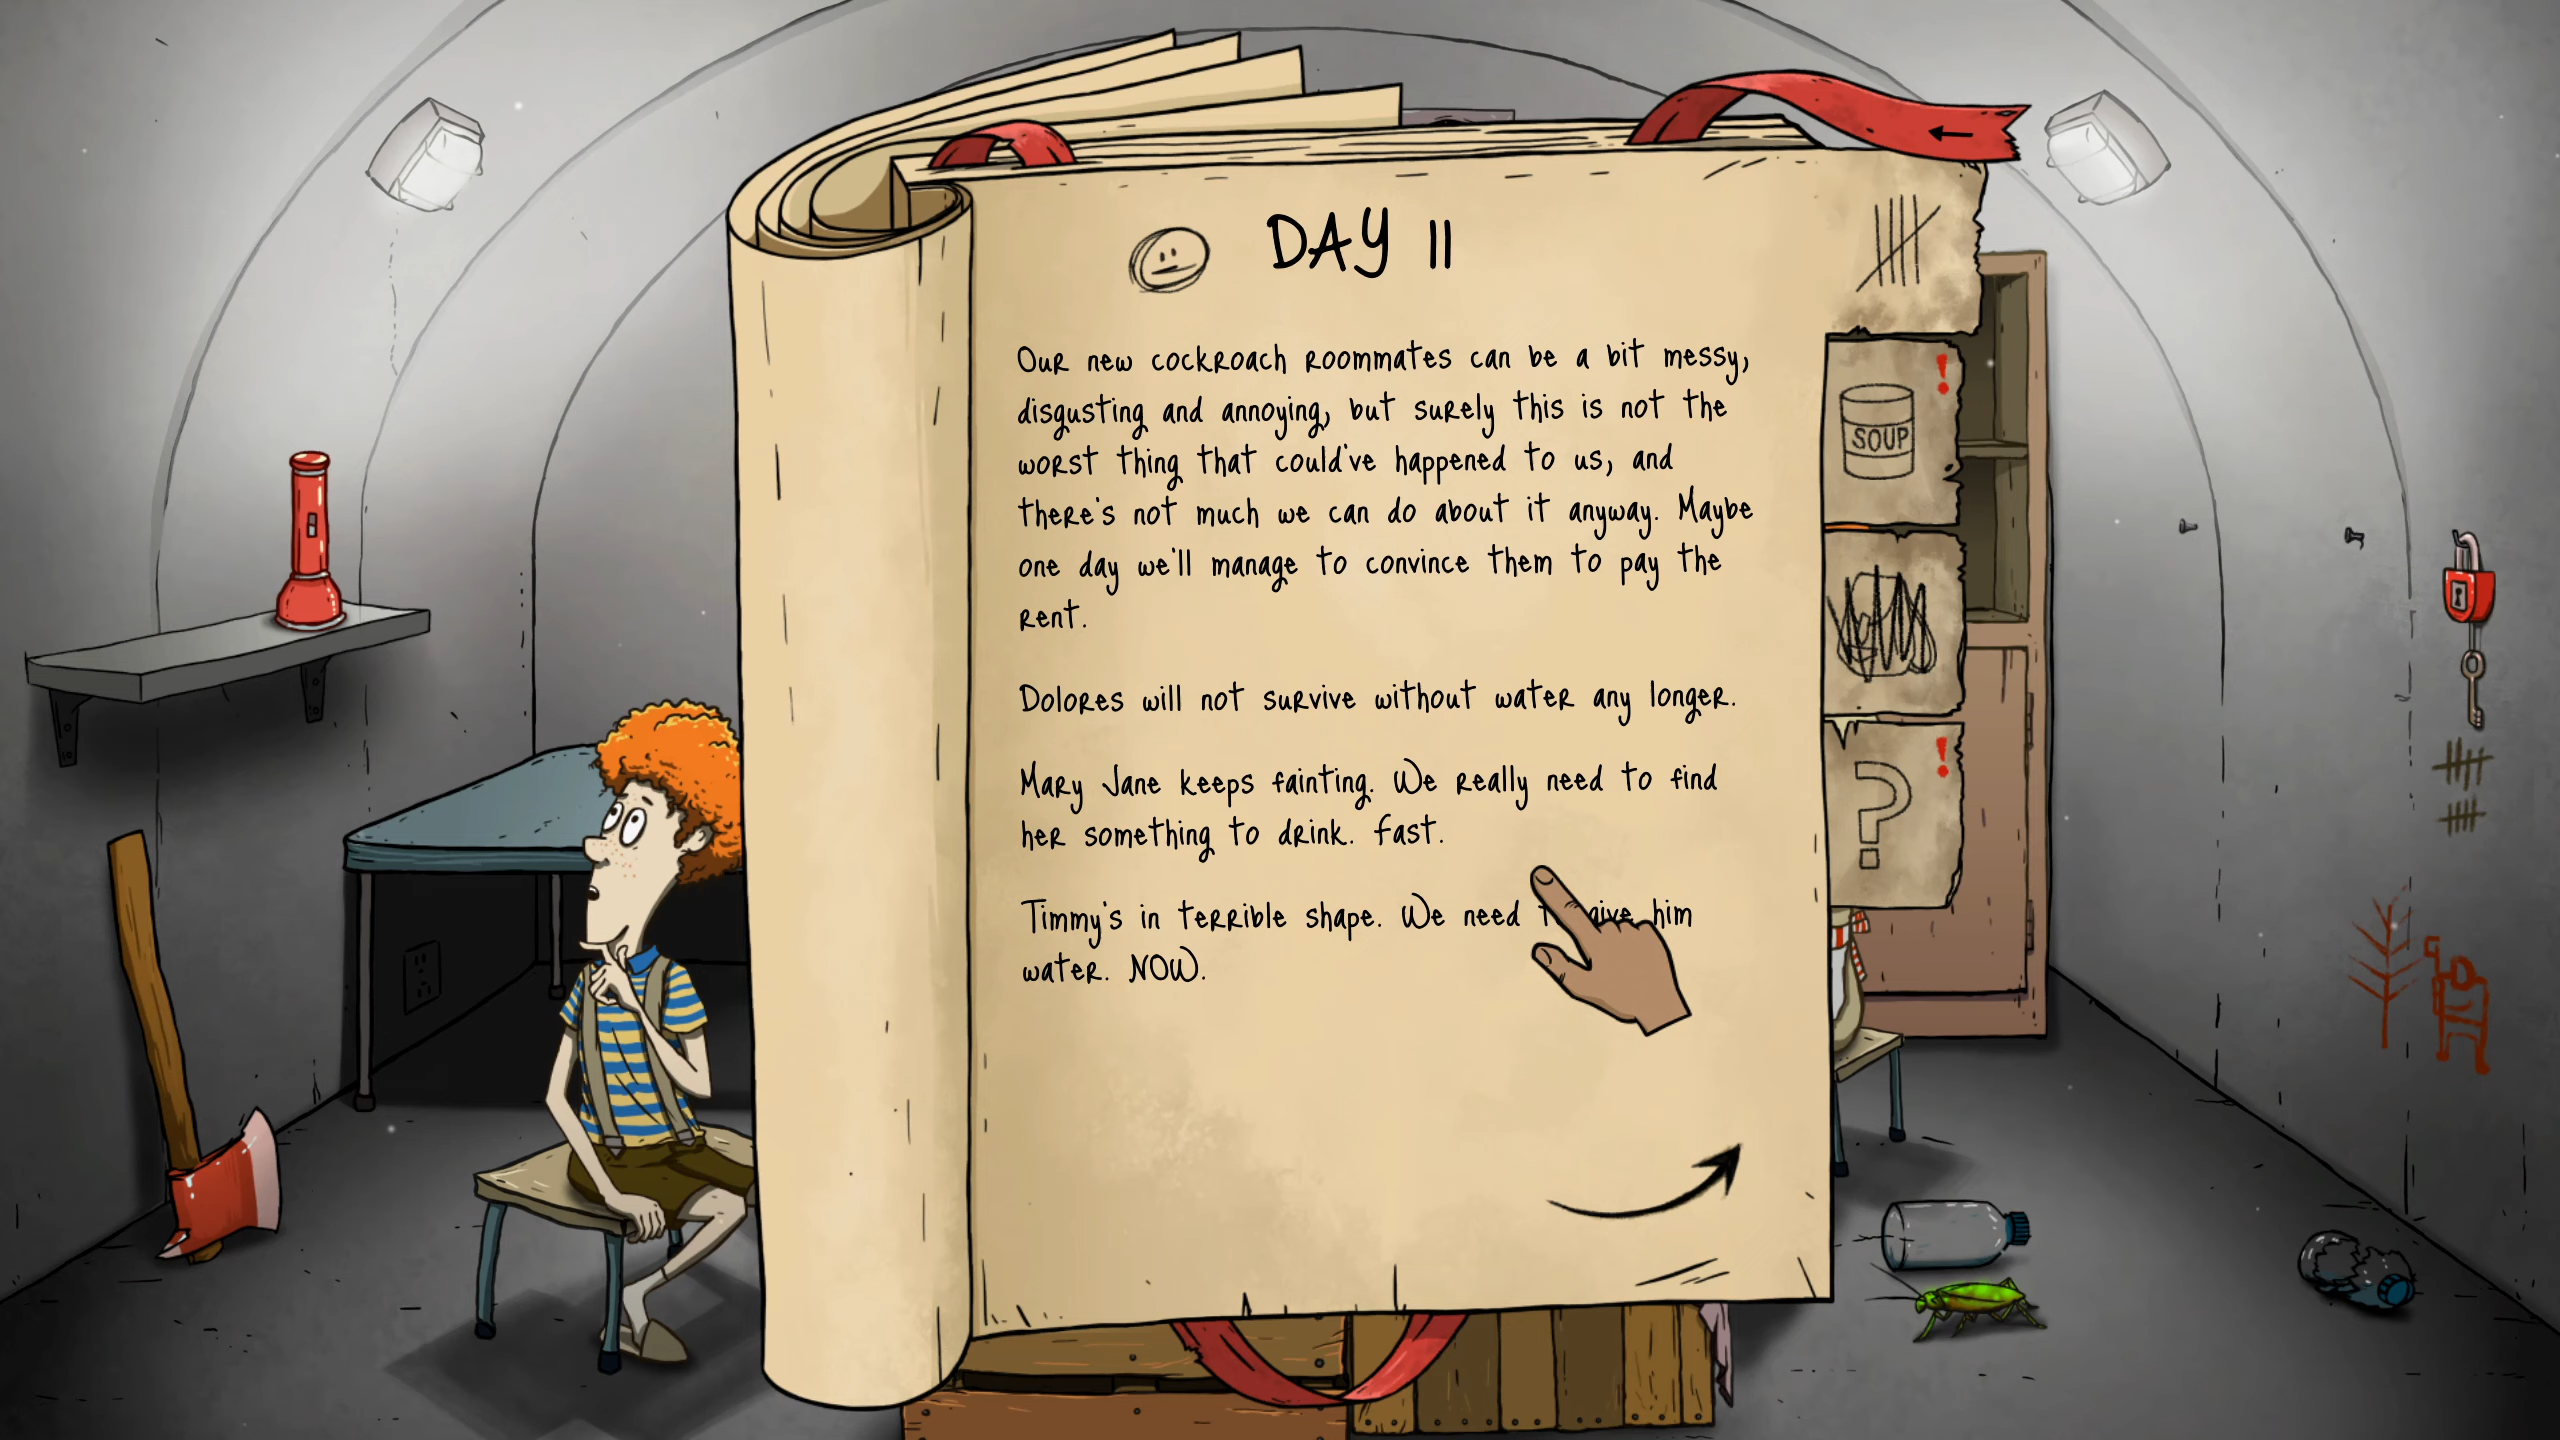 DAY 11
Our new cockroach roommates can be a bit messy,
disgusting and annoying, but surely this is not the
worst thing that could've happened to us, and
there's not much we can do about it anyway. Maybe
one day we'll manage to convince them to pay the
rent.
Dolores will not survive without water any longer.
Mary Jane keeps fainting. We really need to find
her something to drink. Fast.
Timmy's in terrible shape. We need give him
water. NOW.
!
SOUP
!
?